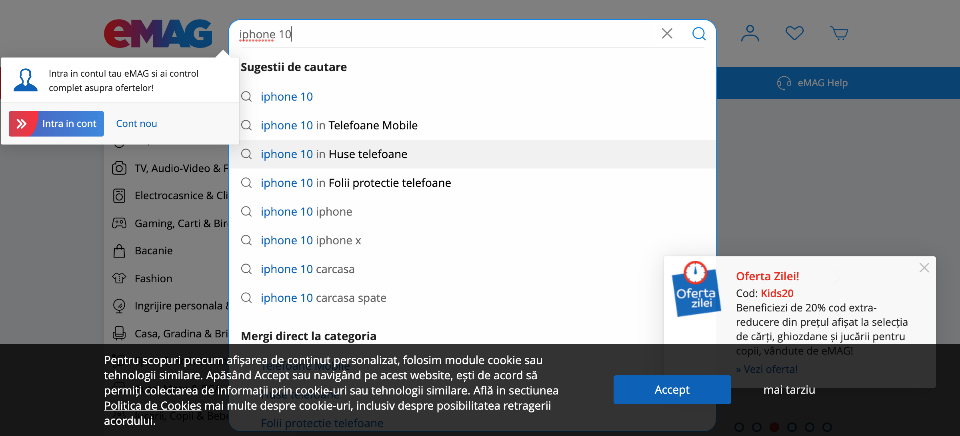 eMAG
iphone 10
Sugestii de cautare
iphone 10
iphone 10 in Telefoane Mobile
iphone 10 in Huse telefoane
iphone 10 in Folii protectie telefoane
iphone 10 iphone
iphone 10 iphone x
iphone 10 carcasa
iphone 10 carcasa spate
Mergi direct la categoria
Telefoane Mobile
Folii protectie telefoane
eMAG Help
Intra in contul tau eMAG si ai control
complet asupra ofertelor!
Intra in cont
Cont nou
TV, Audio-Video & F
Electrocasnice & Cli
Gaming, Carti & Bir
Bacanie
Fashion
Ingrijire personala &
Casa, Gradina & Bri
Oferta
zilei
Oferta Zilei!
Cod: Kids20
Beneficiezi de 20% cod extra-
reducere din prețul afișat la selecția
de cărți, ghiozdane și jucării pentru
copii, vândute de eMAG!
» Vezi oferta!
Pentru scopuri precum afișarea de conținut personalizat, folosim module cookie sau
tehnologii similare. Apăsând Accept sau navigând pe acest website, ești de acord să
permiți colectarea de informații prin cookie-uri sau tehnologii similare. Află in sectiunea
Politica de Cookies mai multe despre cookie-uri, inclusiv despre posibilitatea retragerii
acordului.
Accept
mai tarziu